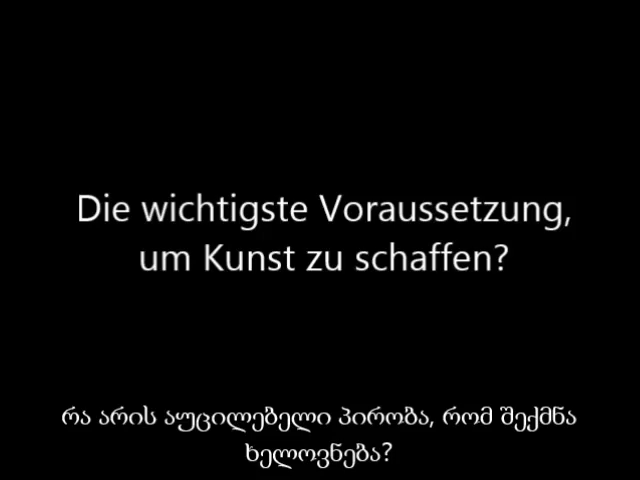 Die wichtigste Voraussetzung,
um Kunst zu schaffen?
რა არის აუცილებელი პირობა, რომ შექმნა
ხელოვნება?